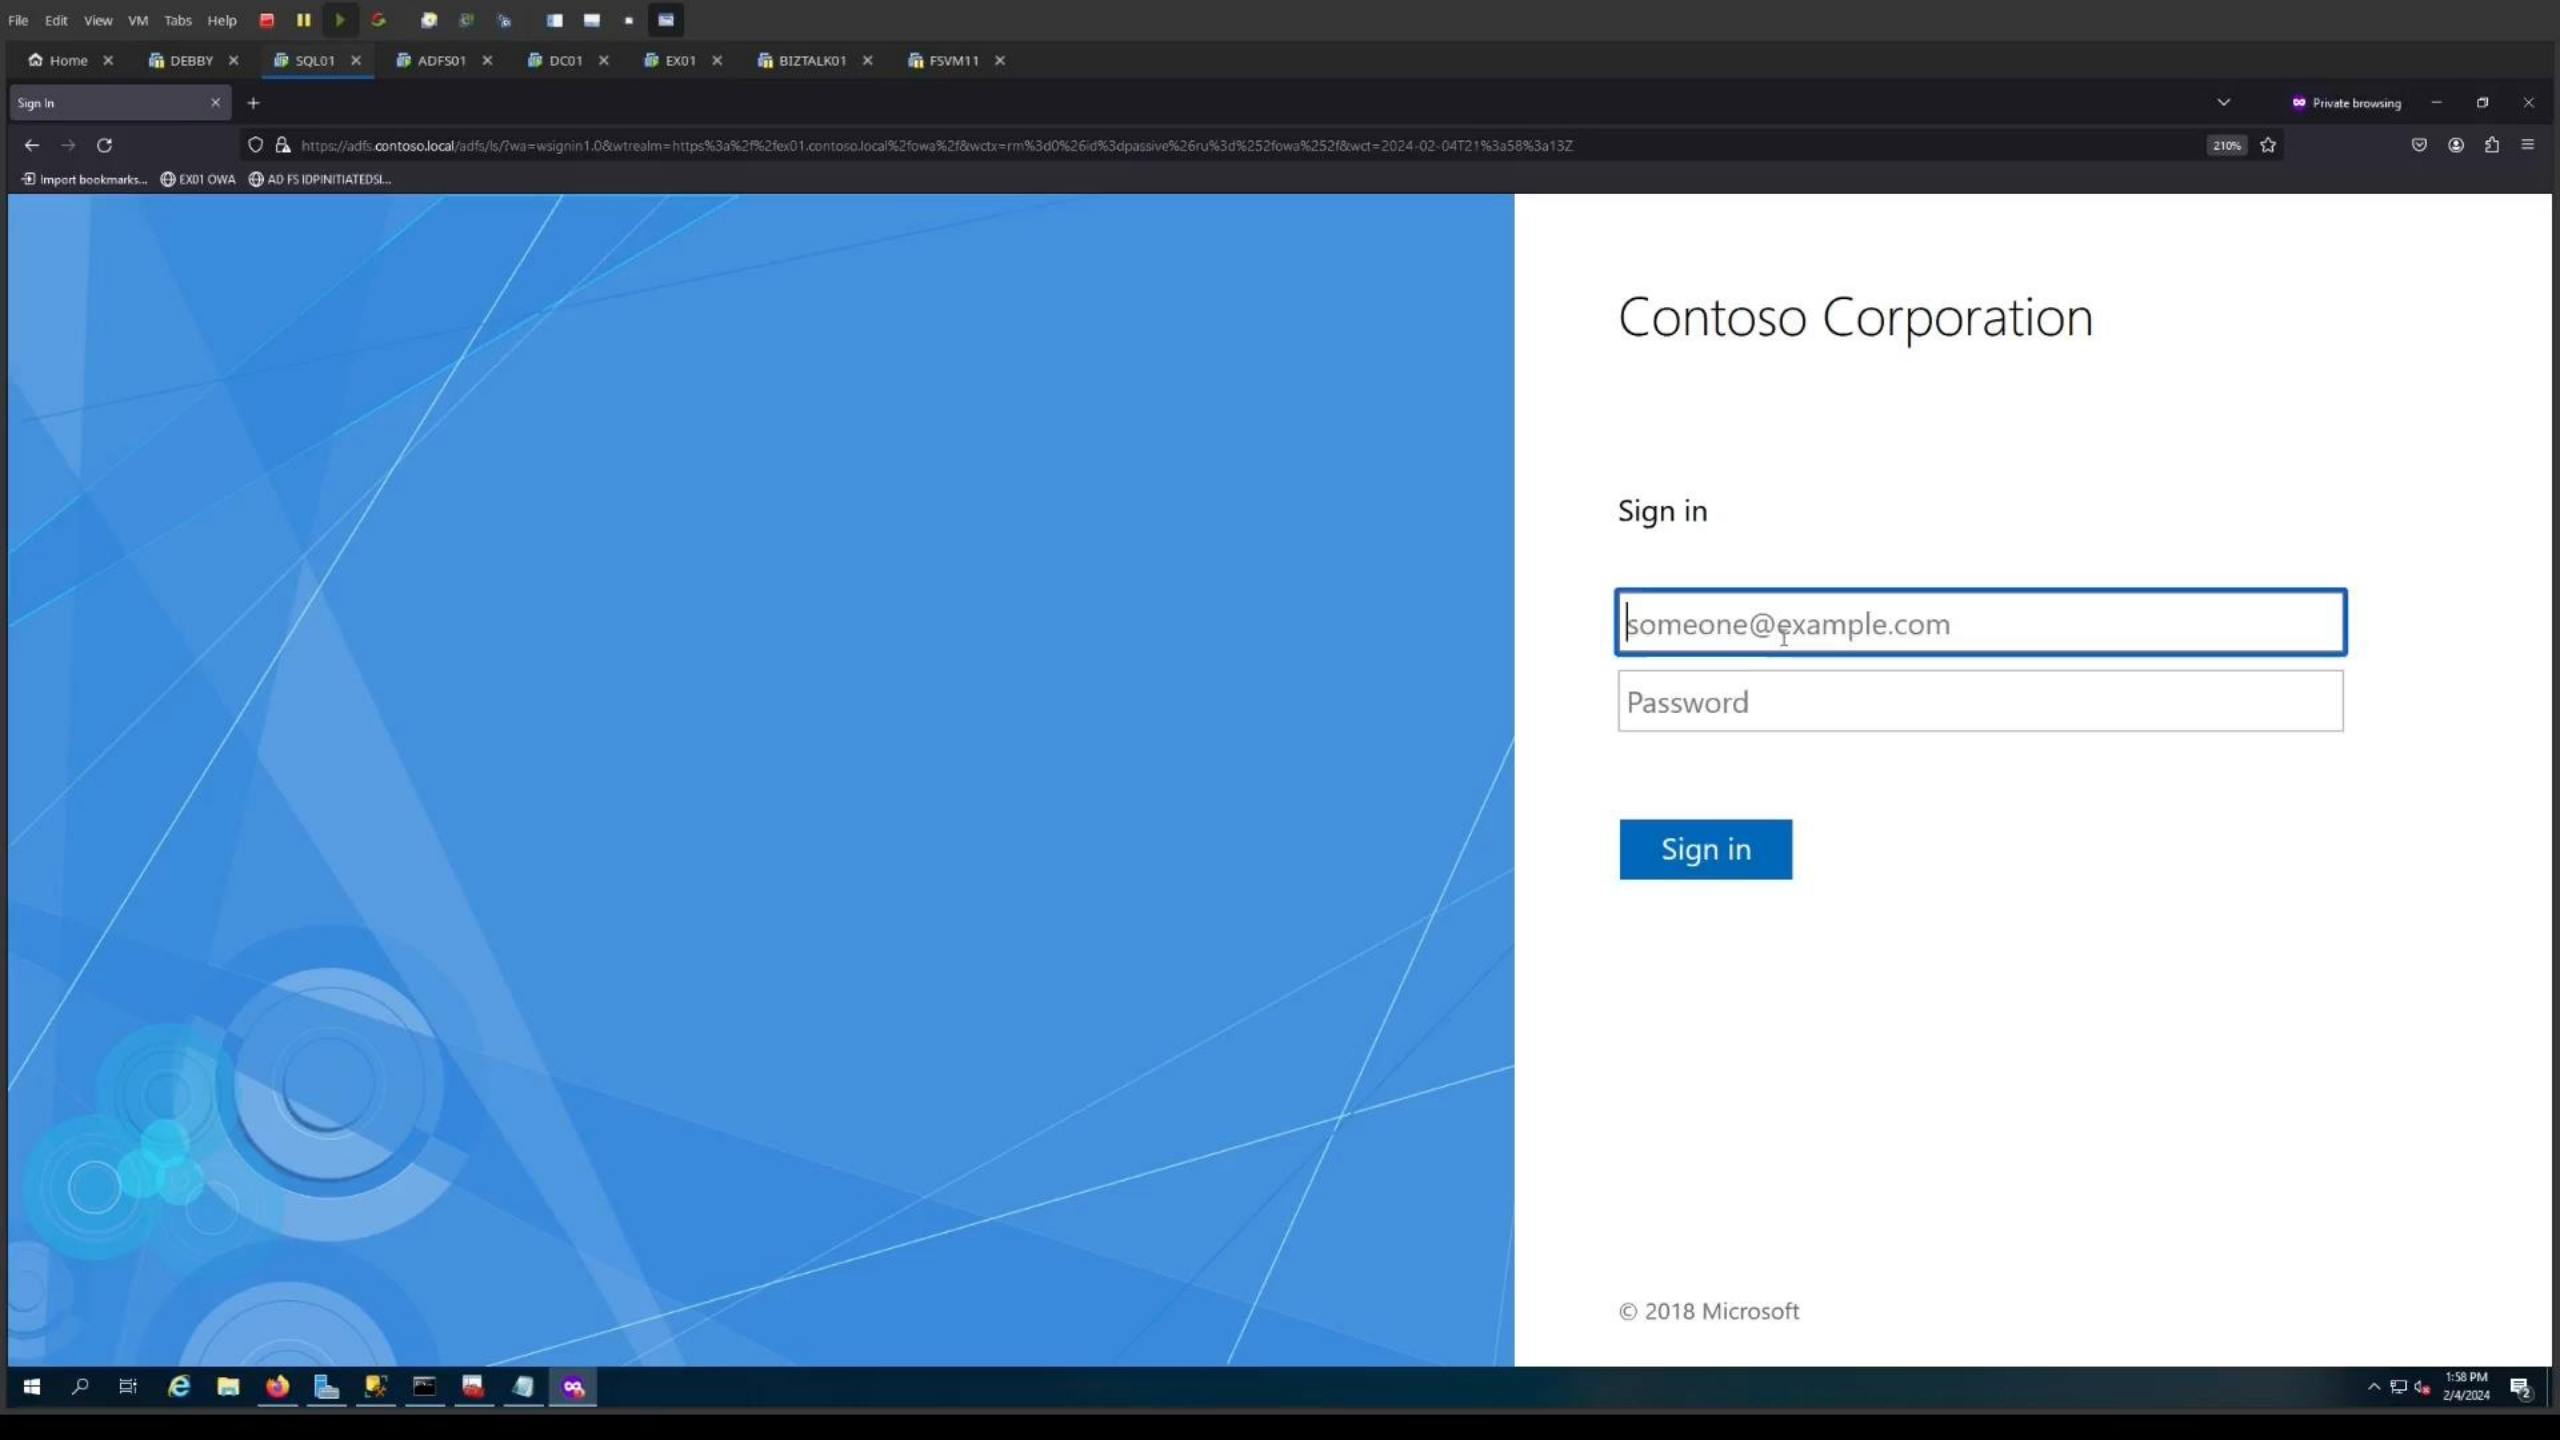 File Edit View VM Tabs Help
Home DEBBY SQL01 ADFS01 DC01 EX01 BIZTALK01 FSVM11
Sign In
Private browsing
https://adfs.contoso.local/adfs/ls/?wa=wsignin1.0&wtrealm=https%3a%2f%2fex01.contoso.local%2fowa%2f&wctx=rm%3d0%26id%3dpassive%26ru%3d%252fowa%252f&wct=2024-02-04T21%3a58%3a13Z
210%
Import bookmarks... EX01 OWA AD FS IDPINITIATEDSI...
Contoso Corporation
Sign in
someone@example.com
Password
Sign in
© 2018 Microsoft
1:58 PM
2/4/2024
2